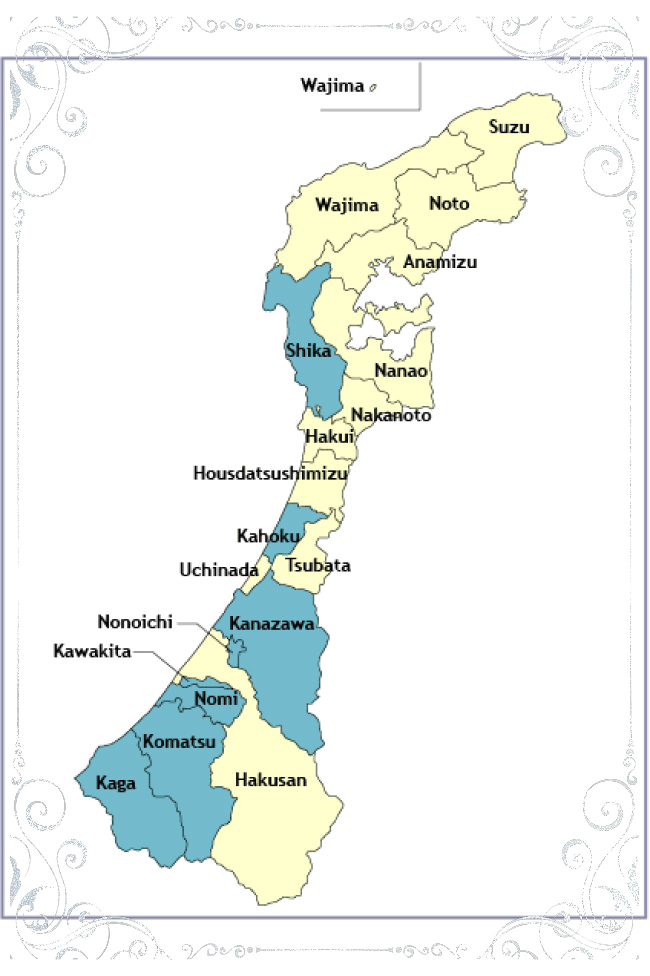 Wajima
Suzu
Wajima
Noto
Anamizu
Shika
Nanao
Nakanoto
Hakui
Housdatsushimizu
Kahoku
Uchinada
Tsubata
Nonoichi
Kanazawa
Kawakita
Nomi
Komatsu
Kaga
Hakusan